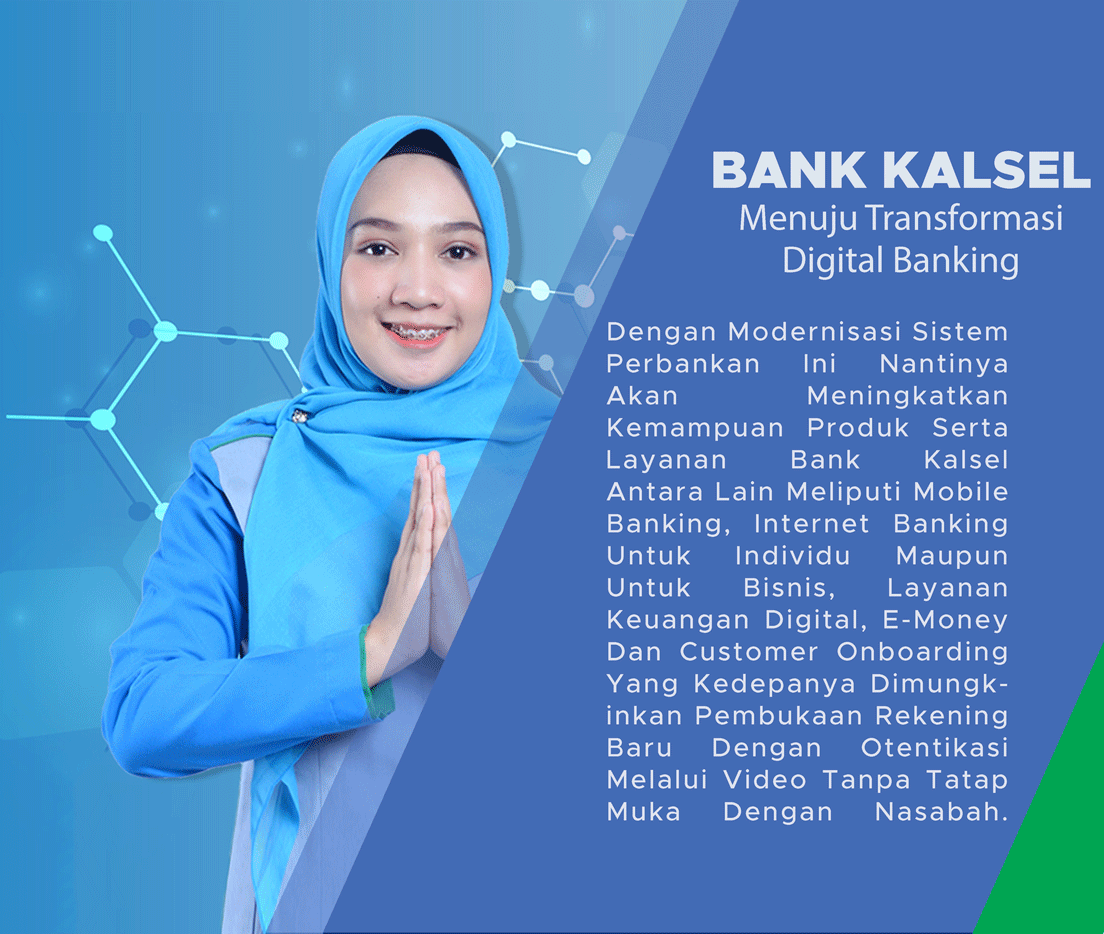 BANK KALSEL
Menuju Transformasi
Digital Banking
Dengan Modernisasi Sistem
Perbankan Ini Nantinya
Akan Meningkatkan
Kemampuan Produk Serta
Layanan Bank Kalsel
Antara Lain Meliputi Mobile
Banking, Internet Banking
Untuk Individu Maupun
Untuk Bisnis, Layanan
Keuangan Digital, E-Money
Dan Customer Onboarding
Yang Kedepanya Dimungk-
inkan Pembukaan Rekening
Baru Dengan Otentikasi
Melalui Video Tanpa Tatap
Muka Dengan Nasabah.